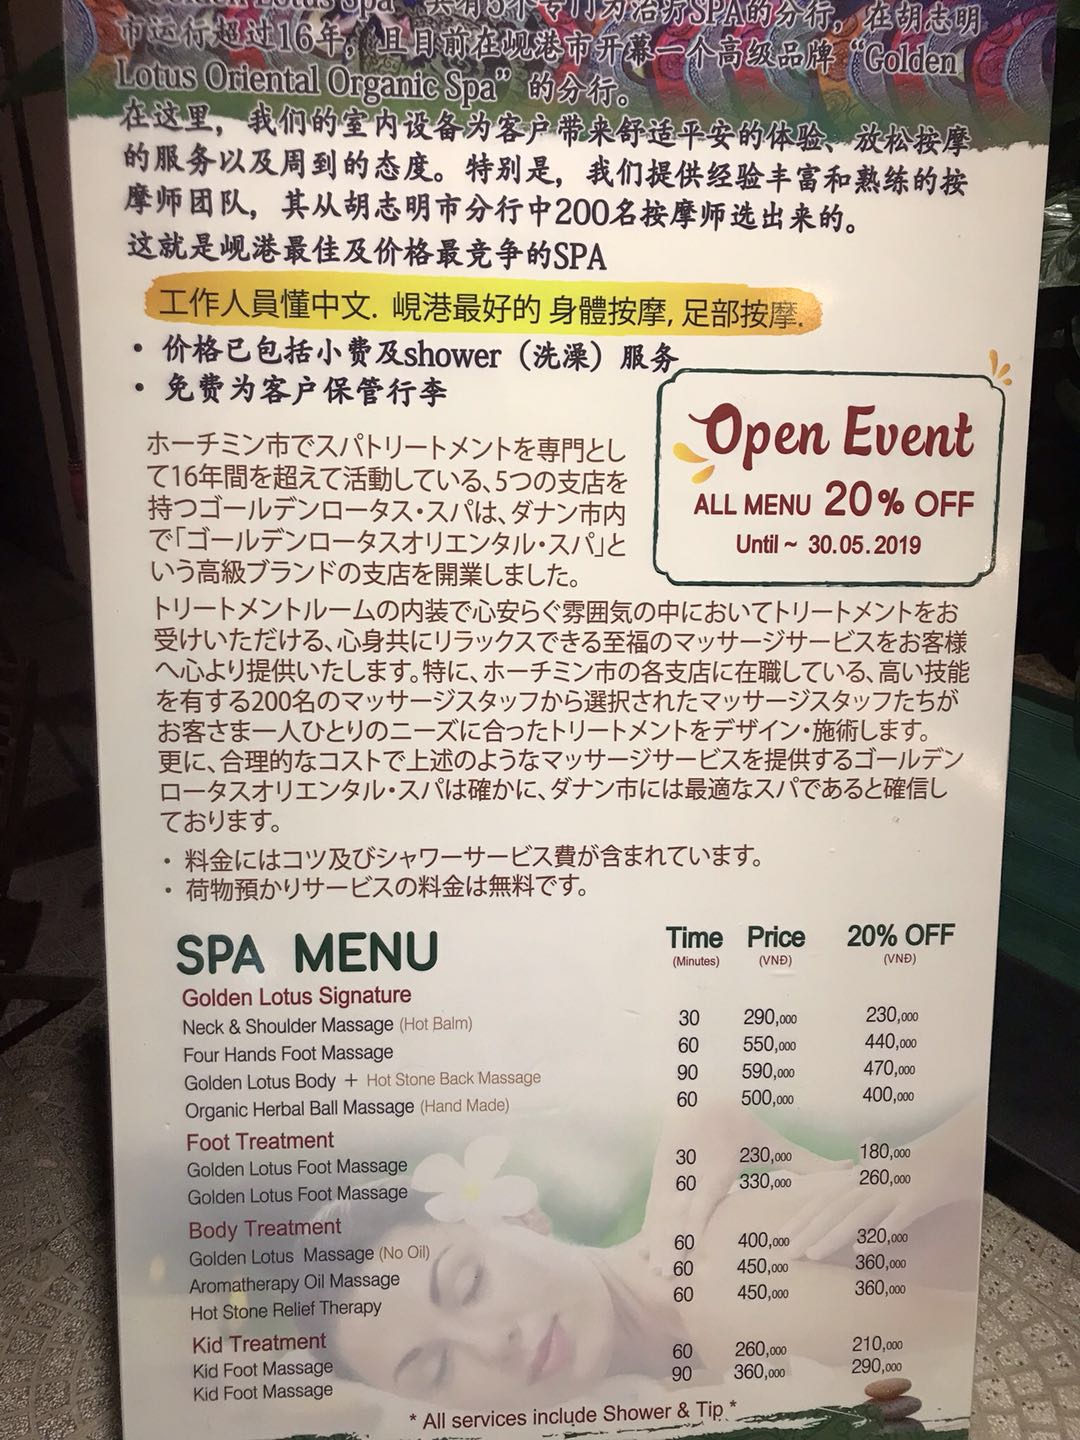 Golden Lotus Spa 共有5个专门为治疗SPA的分行，在胡志明
市运行超过16年，且目前在岘港市开幕一个高级品牌“Golden
Lotus Oriental Organic Spa”的分行。
在这里，我们的室内设备为客户带来舒适平安的体验、放松按摩
的服务以及周到的态度。特别是，我们提供经验丰富和熟练的按
摩师团队，其从胡志明市分行中200名按摩师选出来的。
这就是岘港最佳及价格最竞争的SPA
工作人員懂中文. 峴港最好的 身體按摩, 足部按摩.
• 价格已包括小费及shower（洗澡）服务
• 免费为客户保管行李
Open Event
ALL MENU 20% OFF
Until ~ 30.05.2019
ホーチミン市でスパトリートメントを専門とし
て16年間を超えて活動している、5つの支店を
持つゴールデンロータス・スパは、ダナン市内
で「ゴールデンロータスオリエンタル・スパ」と
いう高級ブランドの支店を開業しました。
トリートメントルームの内装で心安らぐ雰囲気の中においてトリートメントをお
受けいただける、心身共にリラックスできる至福のマッサージサービスをお客様
へ心より提供いたします。特に、ホーチミン市の各支店に在職している、高い技能
を有する200名のマッサージスタッフから選択されたマッサージスタッフたちが
お客さま一人ひとりのニーズに合ったトリートメントをデザイン・施術します。
更に、合理的なコストで上述のようなマッサージサービスを提供するゴールデン
ロータスオリエンタル・スパは確かに、ダナン市には最適なスパであると確信し
ております。
・ 料金にはコツ及びシャワーサービス費が含まれています。
・ 荷物預かりサービスの料金は無料です。
SPA MENU Time Price 20% OFF
(Minutes) (VNĐ) (VNĐ)
Golden Lotus Signature
Neck & Shoulder Massage (Hot Balm) 30 290,000 230,000
Four Hands Foot Massage 60 550,000 440,000
Golden Lotus Body + Hot Stone Back Massage 90 590,000 470,000
Organic Herbal Ball Massage (Hand Made) 60 500,000 400,000
Foot Treatment
Golden Lotus Foot Massage 30 230,000 180,000
Golden Lotus Foot Massage 60 330,000 260,000
Body Treatment
Golden Lotus Massage (No Oil) 60 400,000 320,000
Aromatherapy Oil Massage 60 450,000 360,000
Hot Stone Relief Therapy 60 450,000 360,000
Kid Treatment
Kid Foot Massage 60 260,000 210,000
Kid Foot Massage 90 360,000 290,000
* All services include Shower & Tip *